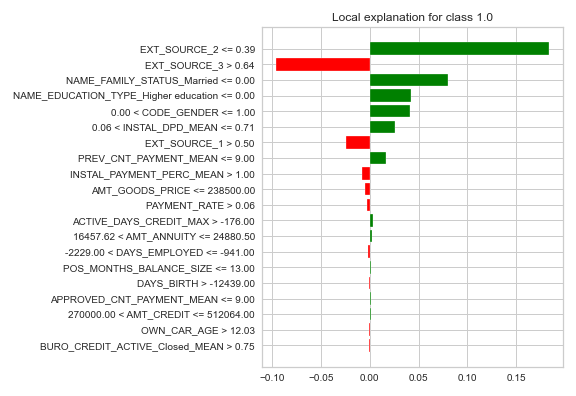 Local explanation for class 1.0
EXT_SOURCE_2 <= 0.39
EXT_SOURCE_3 > 0.64
NAME_FAMILY_STATUS_Married <= 0.00
NAME_EDUCATION_TYPE_Higher education <= 0.00
0.00 < CODE_GENDER <= 1.00
0.06 < INSTAL_DPD_MEAN <= 0.71
EXT_SOURCE_1 > 0.50
PREV_CNT_PAYMENT_MEAN <= 9.00
INSTAL_PAYMENT_PERC_MEAN > 1.00
AMT_GOODS_PRICE <= 238500.00
PAYMENT_RATE > 0.06
ACTIVE_DAYS_CREDIT_MAX > -176.00
16457.62 < AMT_ANNUITY <= 24880.50
-2229.00 < DAYS_EMPLOYED <= -941.00
POS_MONTHS_BALANCE_SIZE <= 13.00
DAYS_BIRTH > -12439.00
APPROVED_CNT_PAYMENT_MEAN <= 9.00
270000.00 < AMT_CREDIT <= 512064.00
OWN_CAR_AGE > 12.03
BURO_CREDIT_ACTIVE_Closed_MEAN > 0.75
−0.10 −0.05 0.00 0.05 0.10 0.15